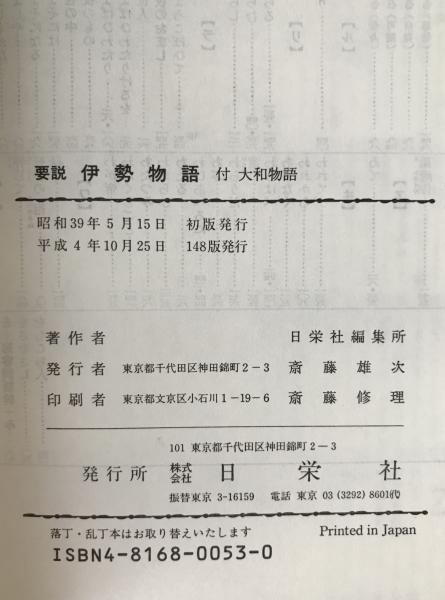 要説 伊勢物語 付 大和物語
昭和39年5月15日 初版発行
平成4年10月25日 148版発行
著作者 日栄社編集所
発行者 東京都千代田区神田錦町2-3 斎藤雄次
印刷者 東京都文京区小石川1-19-6 斎藤修理
101 東京都千代田区神田錦町2-3
発行所 株式会社 日栄社
振替東京 3-16159 電話 東京 03 (3292) 8601代
落丁・乱丁本はお取り替えいたします Printed in Japan
ISBN4-8168-0053-0